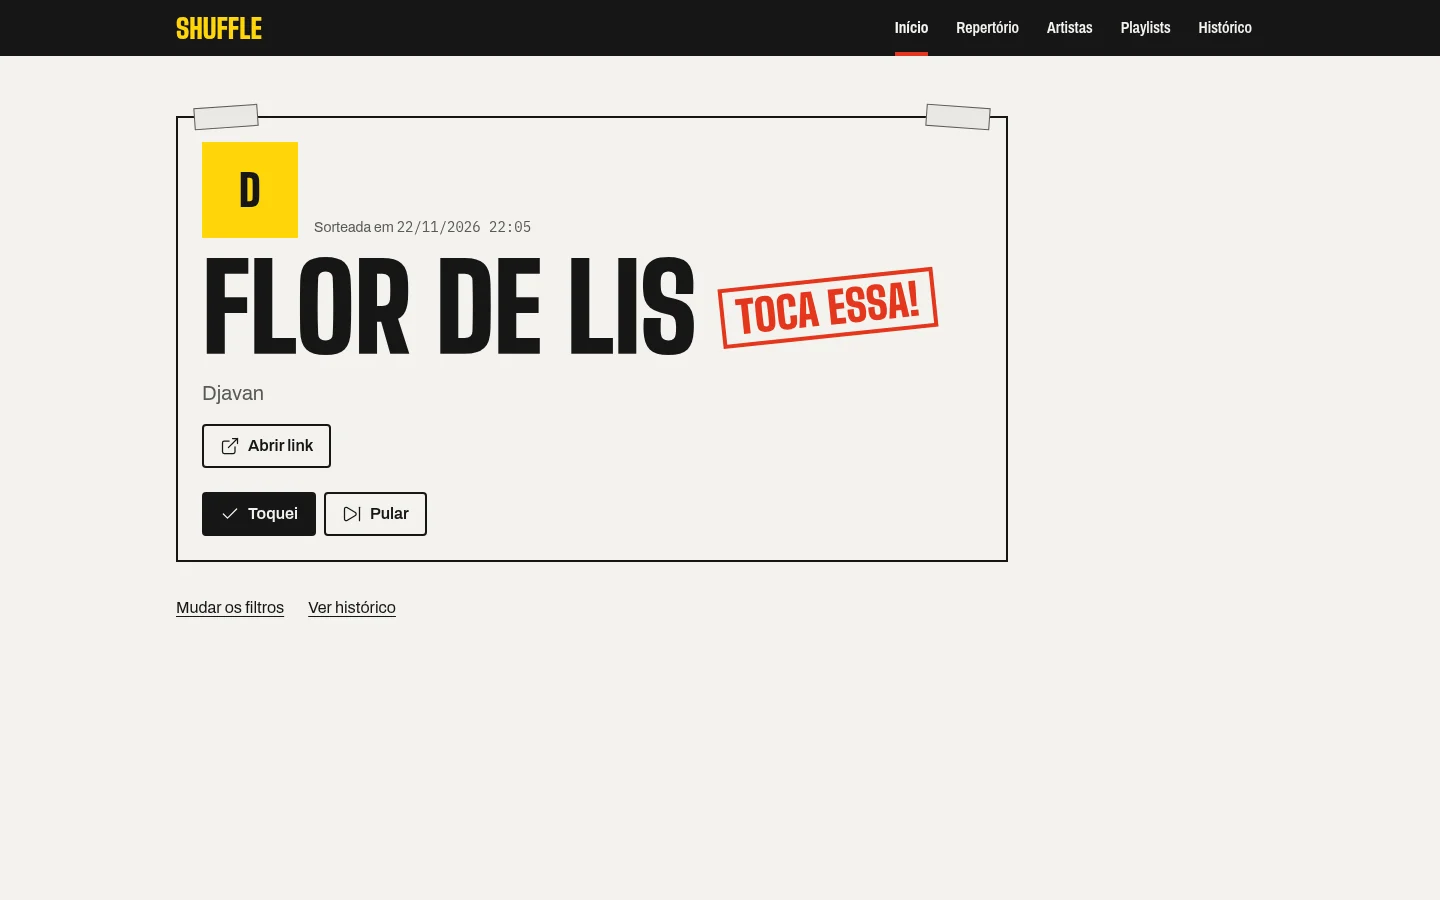 SHUFFLE
Início Repertório Artistas Playlists Histórico
D
Sorteada em 22/11/2026 22:05
FLOR DE LIS
TOCA ESSA!
Djavan
Abrir link
Toquei Pular
Mudar os filtros Ver histórico